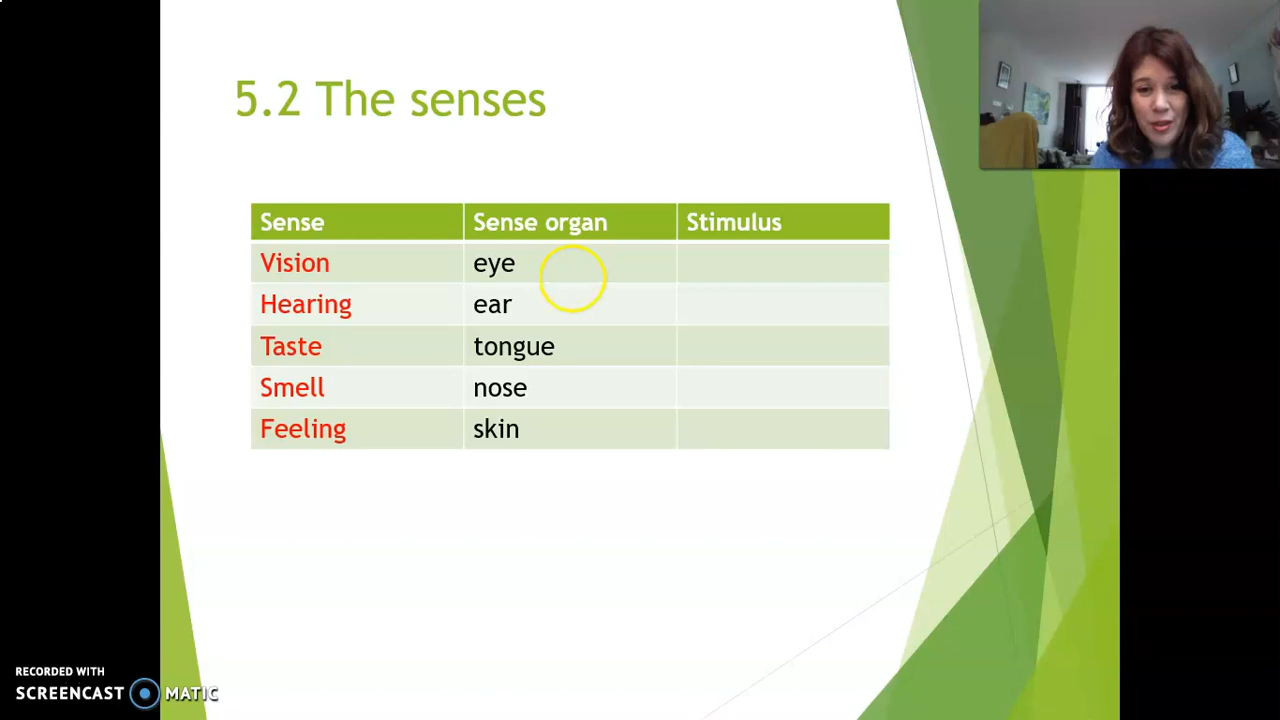 5.2 The senses
Sense Sense organ Stimulus
Vision eye
Hearing ear
Taste tongue
Smell nose
Feeling skin
RECORDED WITH
SCREENCAST MATIC